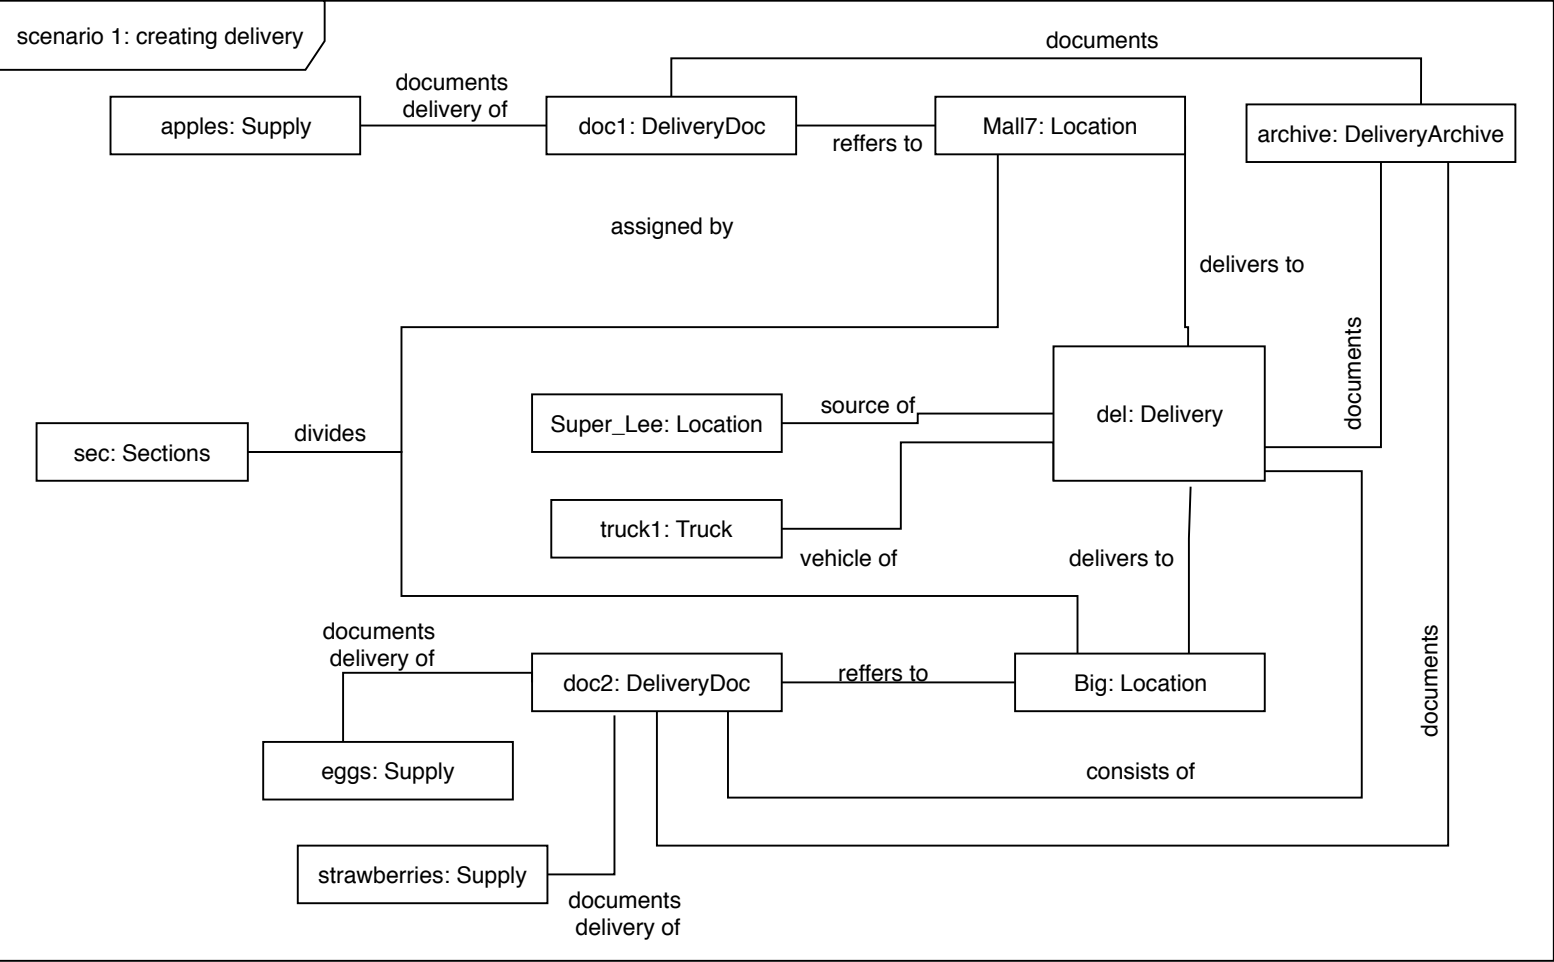 scenario 1: creating delivery
documents
documents
delivery of
apples: Supply
doc1: DeliveryDoc
reffers to
Mall7: Location
archive: DeliveryArchive
assigned by
delivers to
documents
sec: Sections
divides
Super_Lee: Location
source of
del: Delivery
truck1: Truck
vehicle of
delivers to
documents
delivery of
doc2: DeliveryDoc
reffers to
Big: Location
documents
eggs: Supply
consists of
strawberries: Supply
documents
delivery of